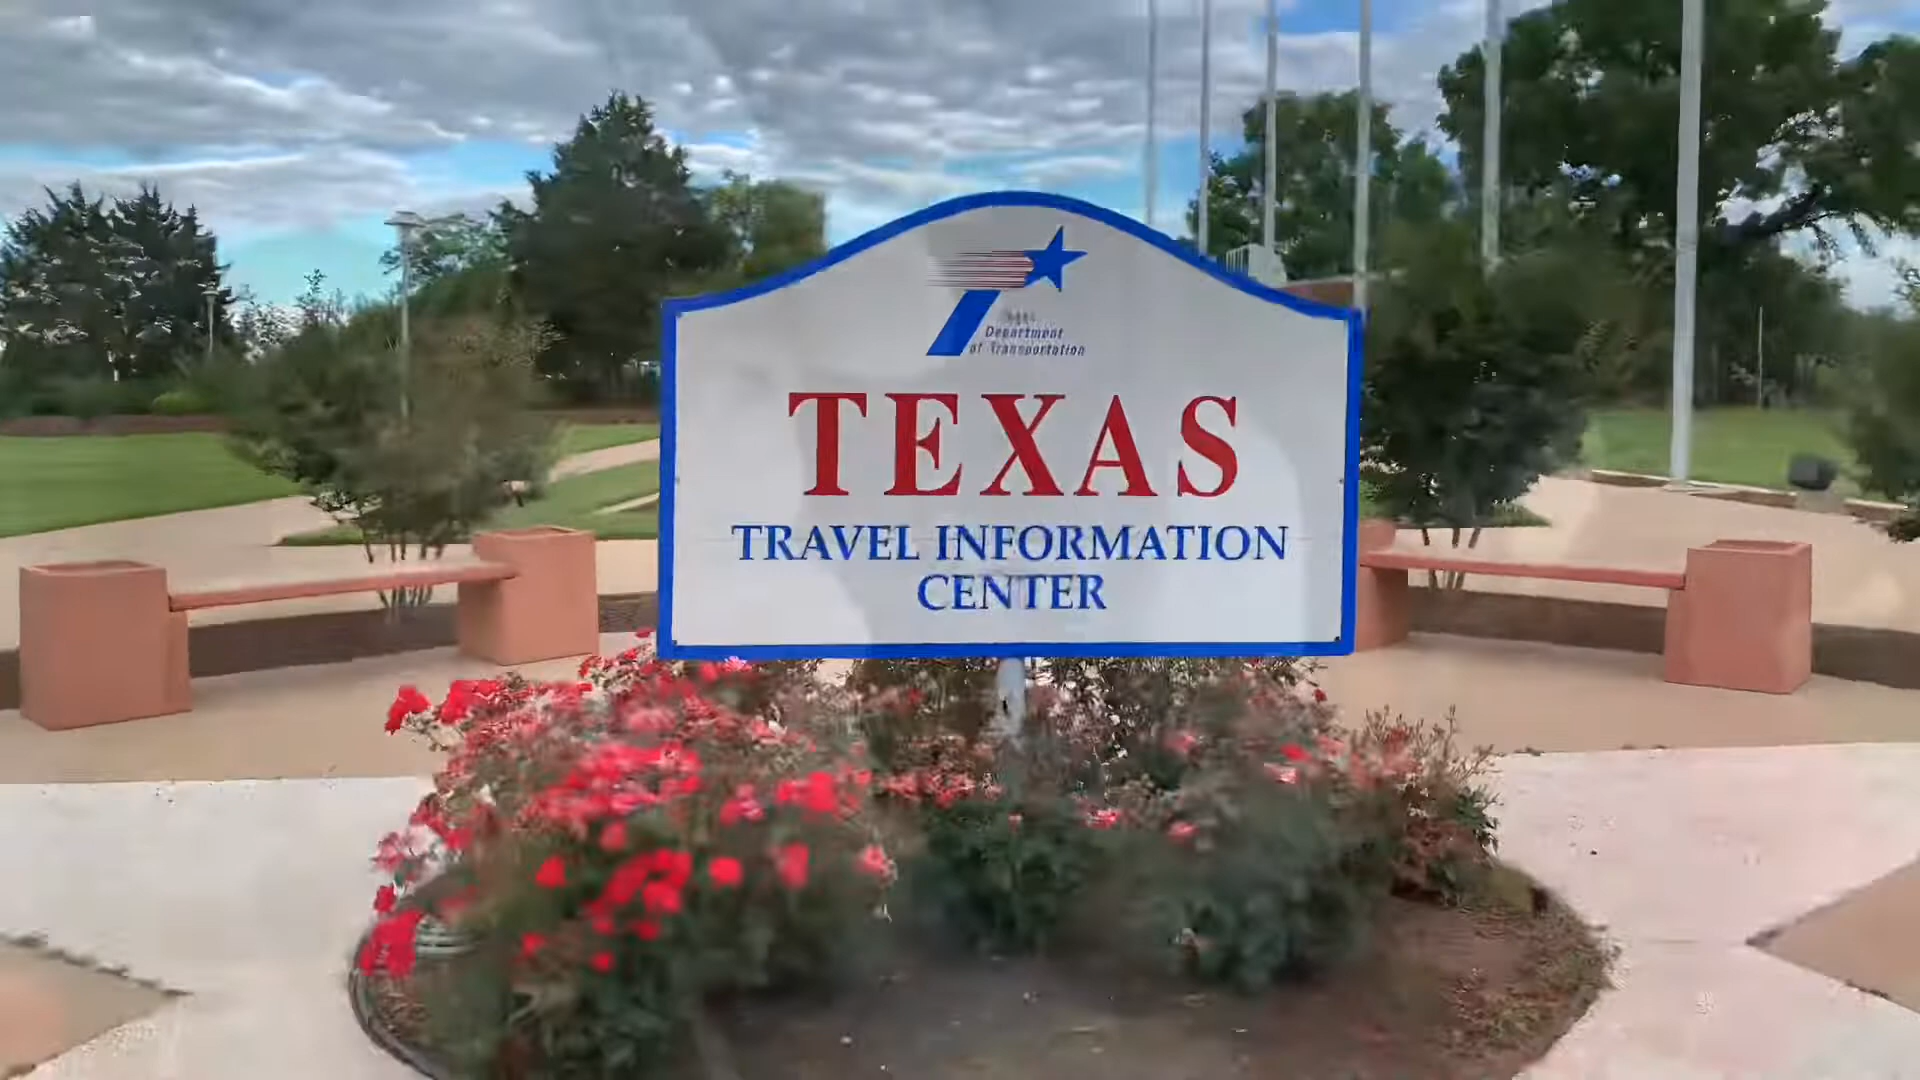 Department
of Transportation
TEXAS
TRAVEL INFORMATION
CENTER